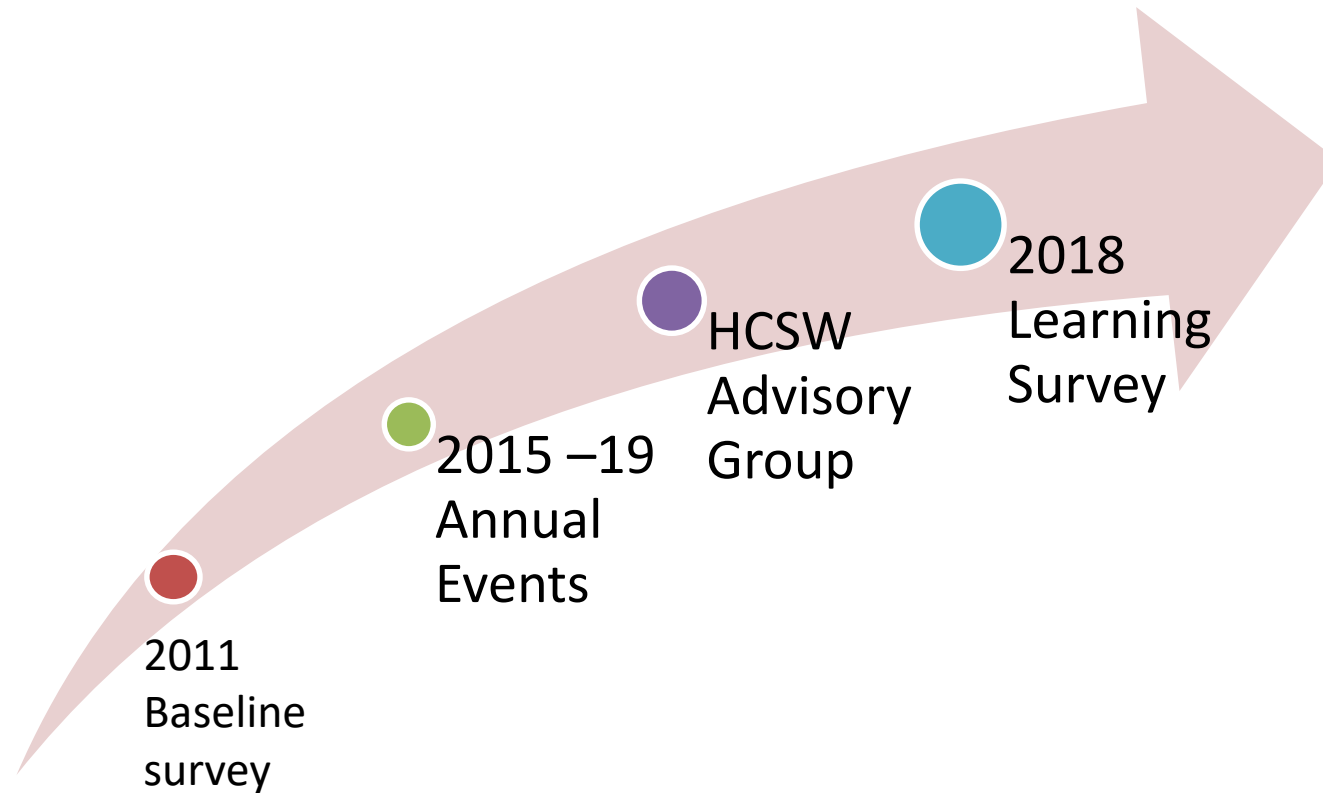 2011
Baseline
survey
2015 –19
Annual
Events
HCSW
Advisory
Group
2018
Learning
Survey